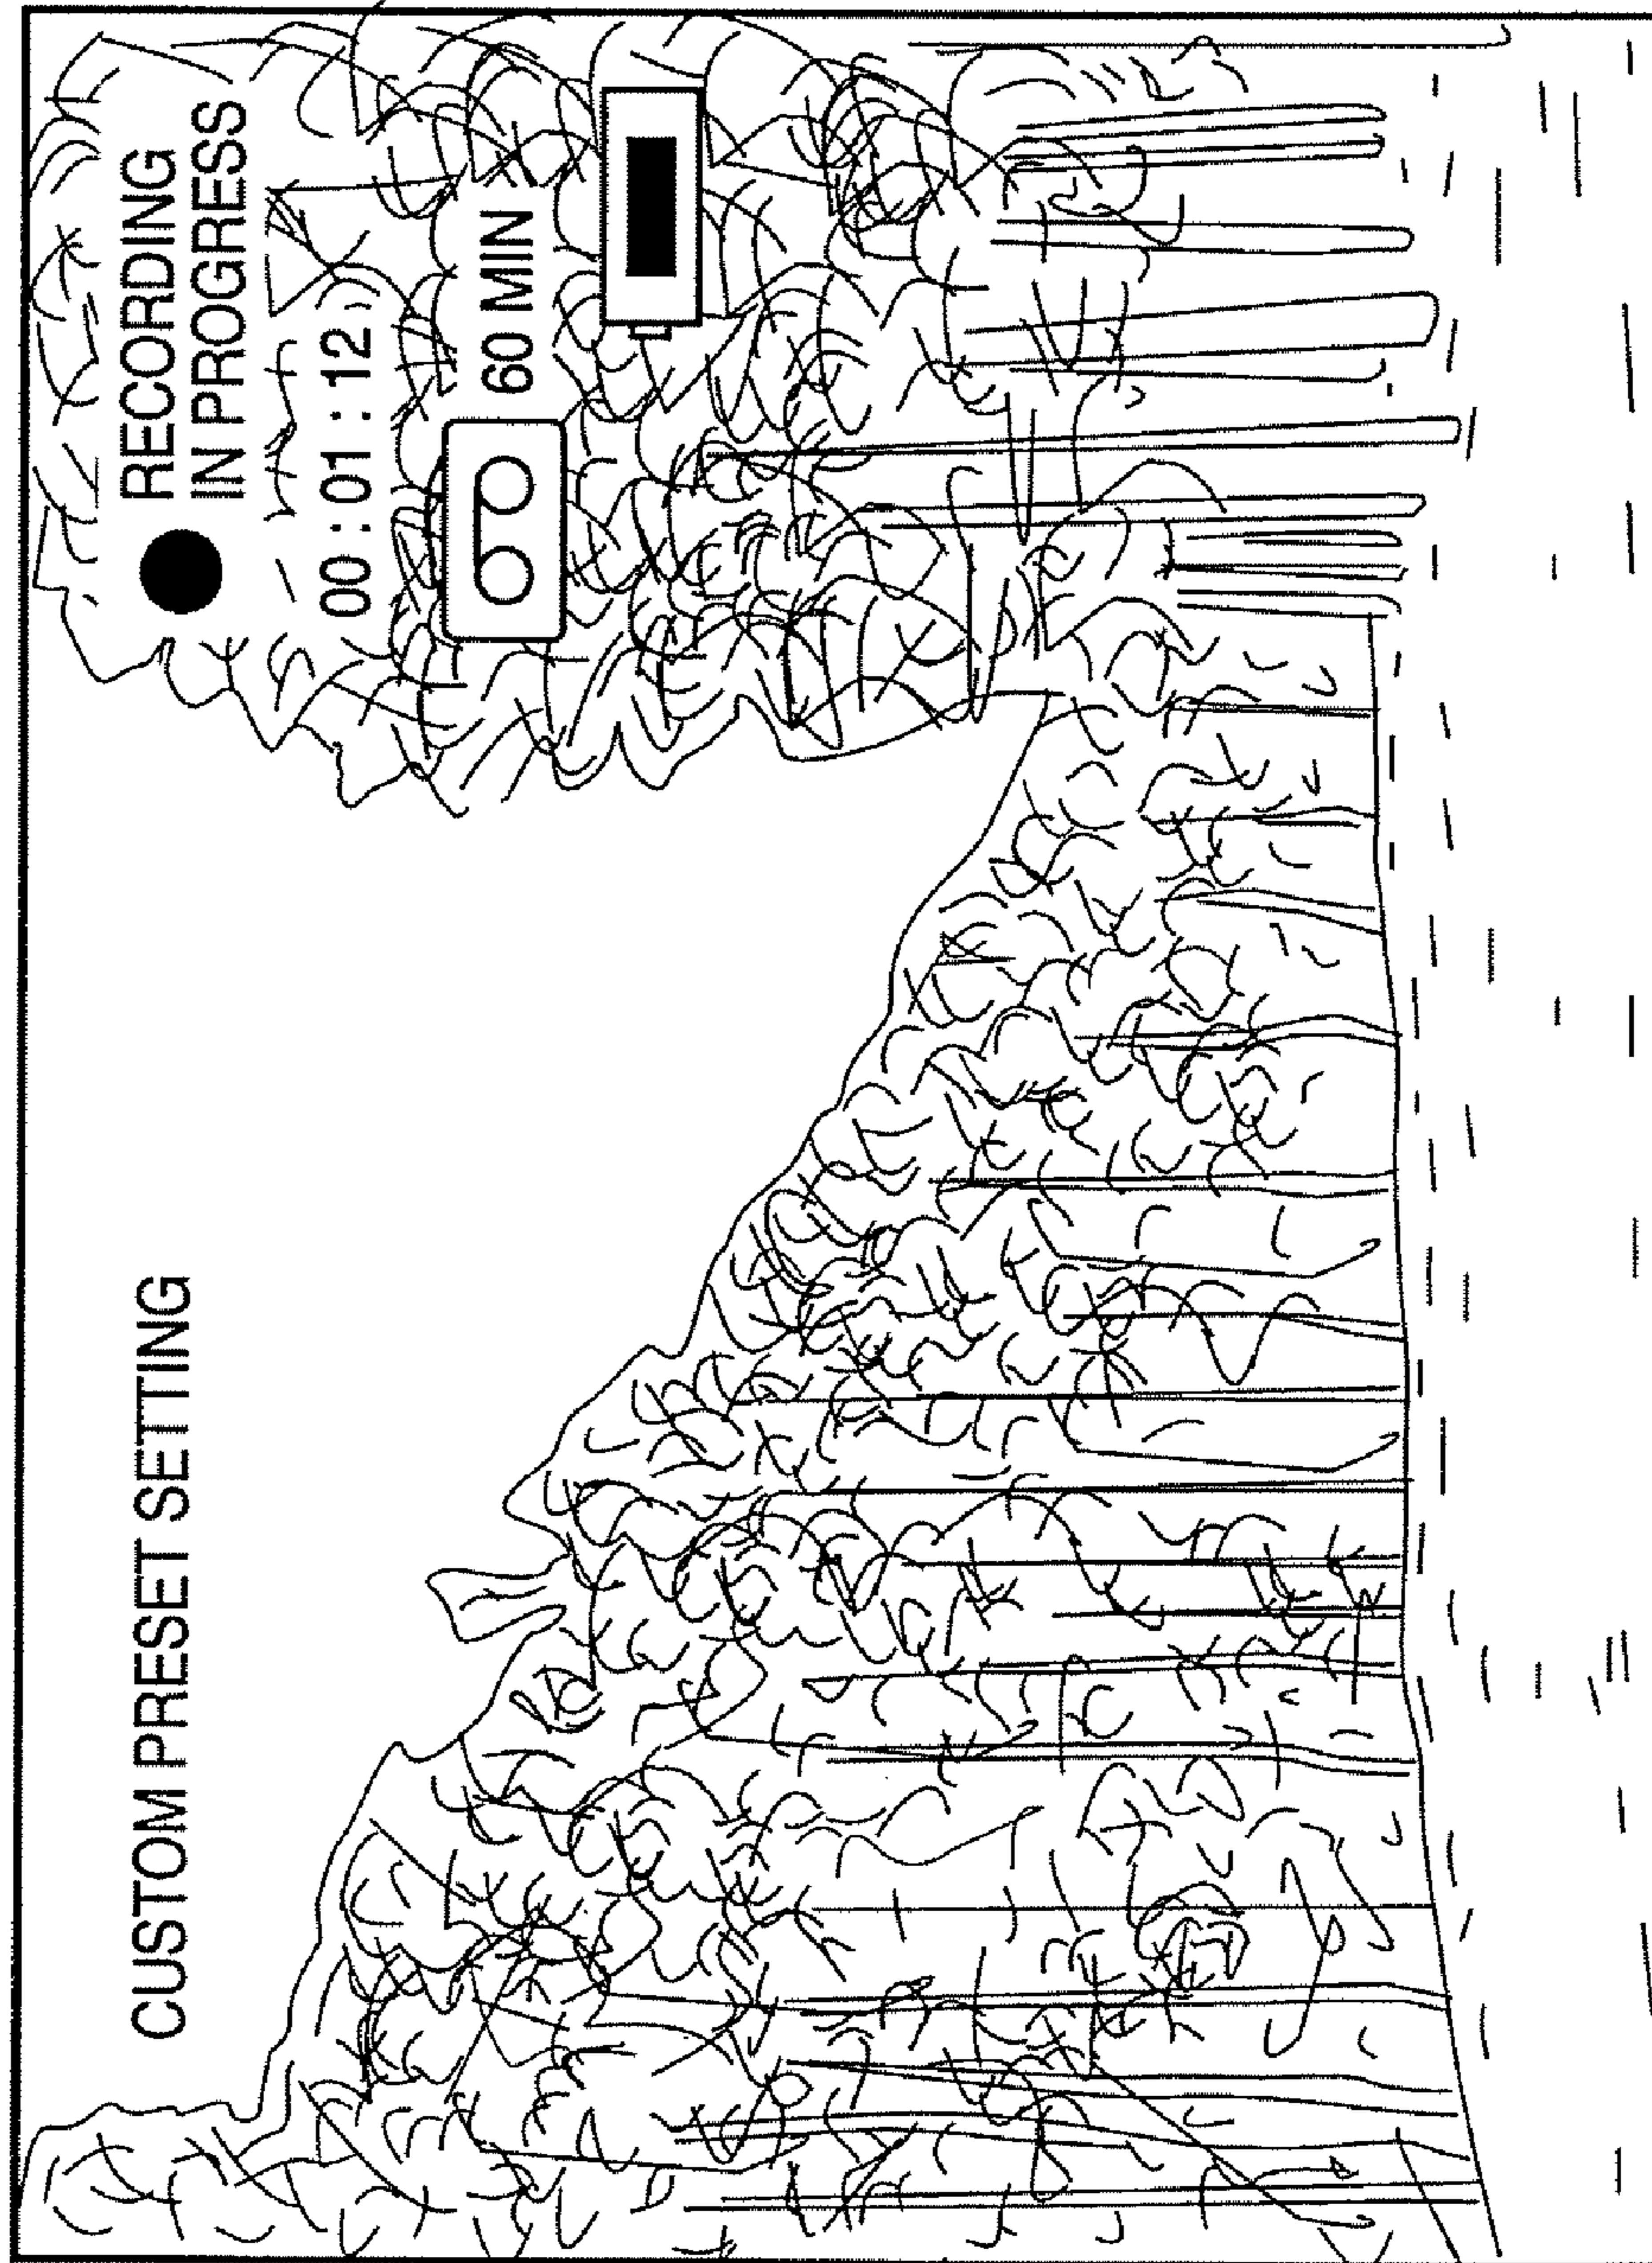 CUSTOM PRESET SETTING
RECORDING
IN PROGRESS
00 : 01 : 12
60 MIN